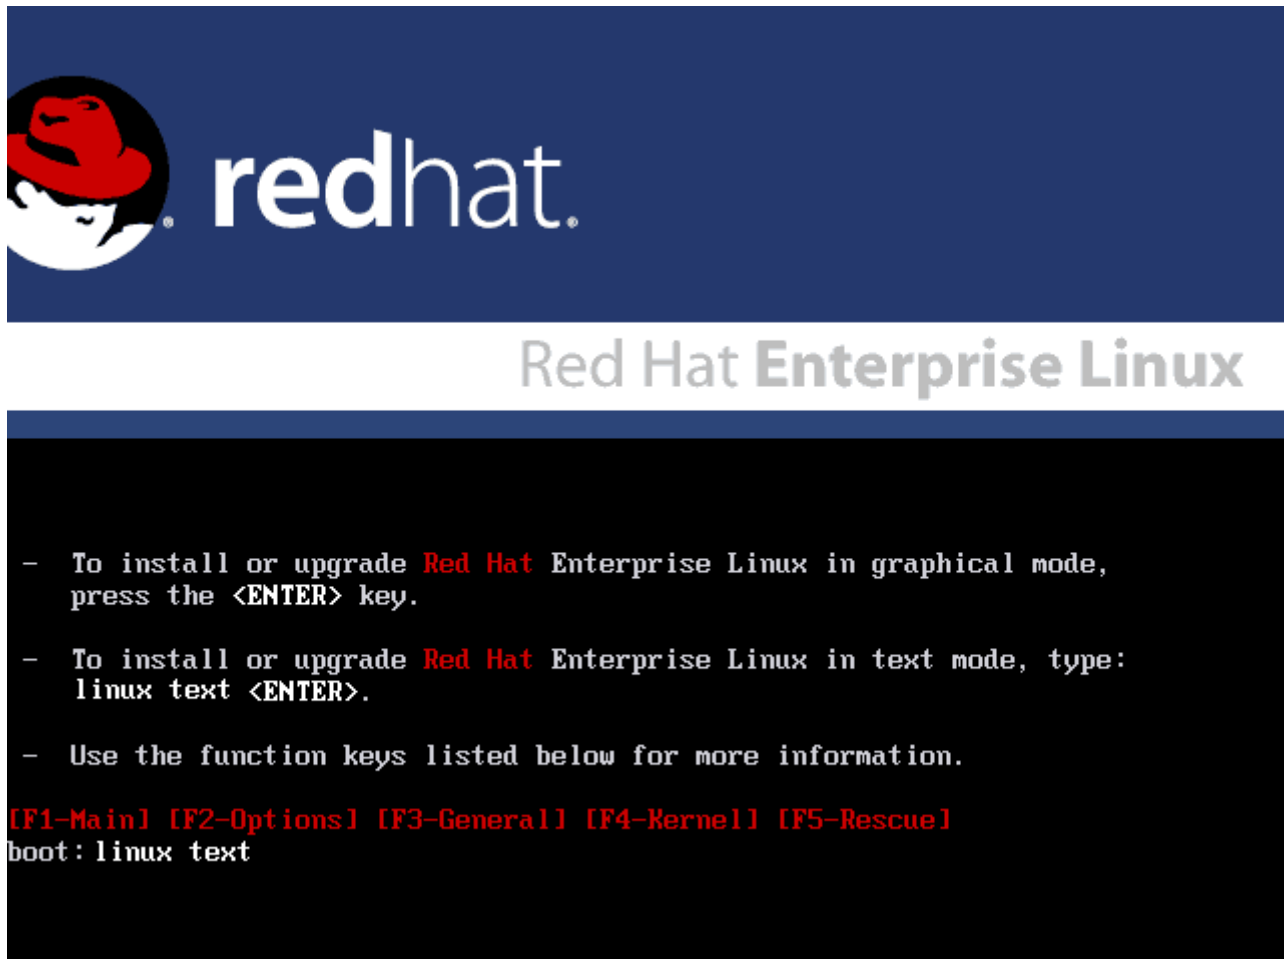 redhat.
Red Hat Enterprise Linux
- To install or upgrade Red Hat Enterprise Linux in graphical mode,
press the <ENTER> key.
- To install or upgrade Red Hat Enterprise Linux in text mode, type:
linux text <ENTER>.
- Use the function keys listed below for more information.
[F1-Main] [F2-Options] [F3-General] [F4-Kernel] [F5-Rescue]
boot: linux text